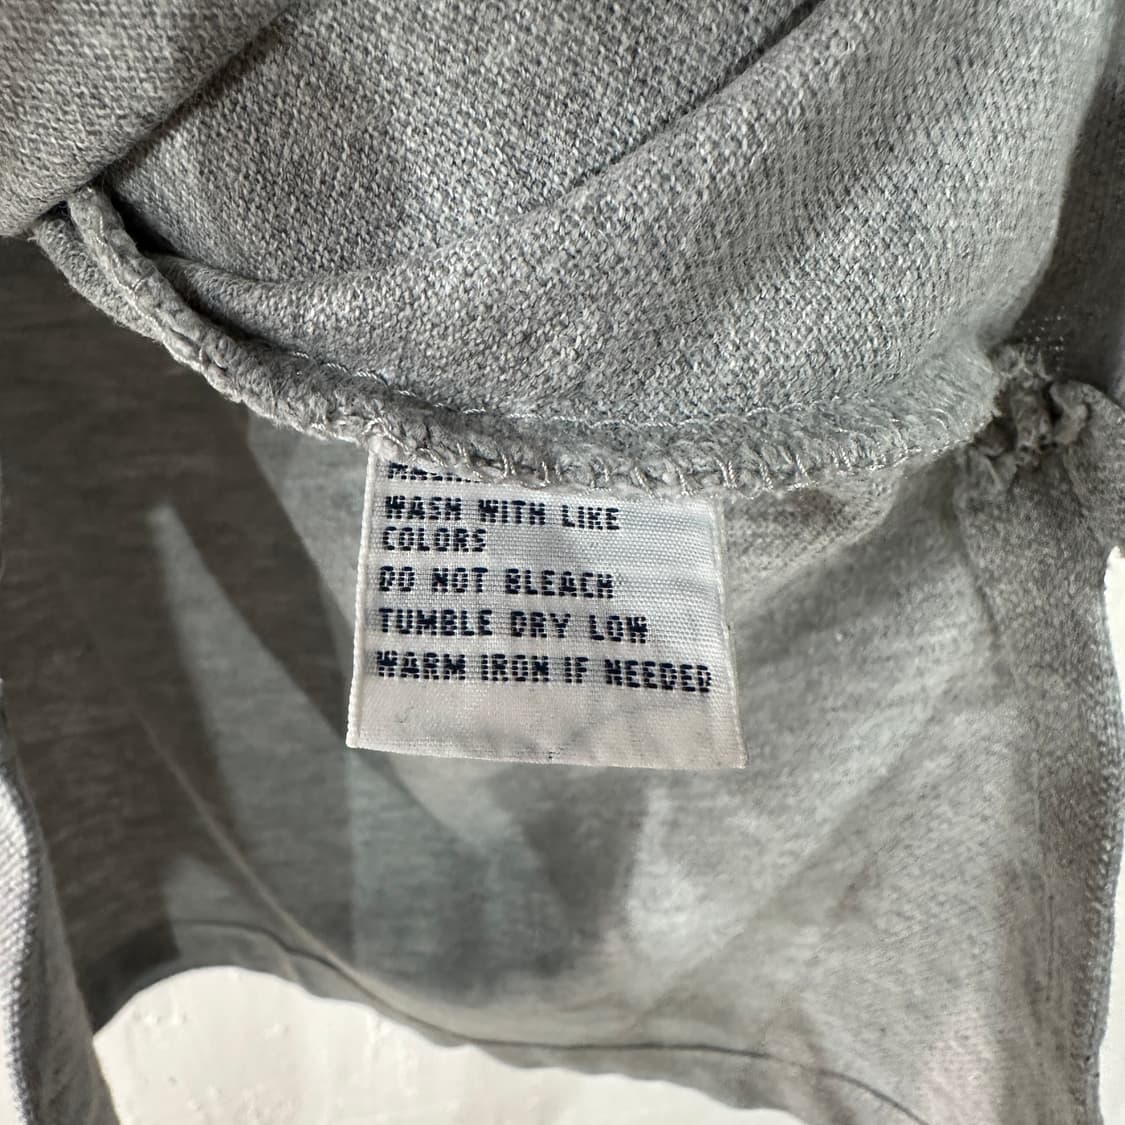 WASH WITH LIKE
COLORS
DO NOT BLEACH
TUMBLE DRY LOW
WARM IRON IF NEEDED